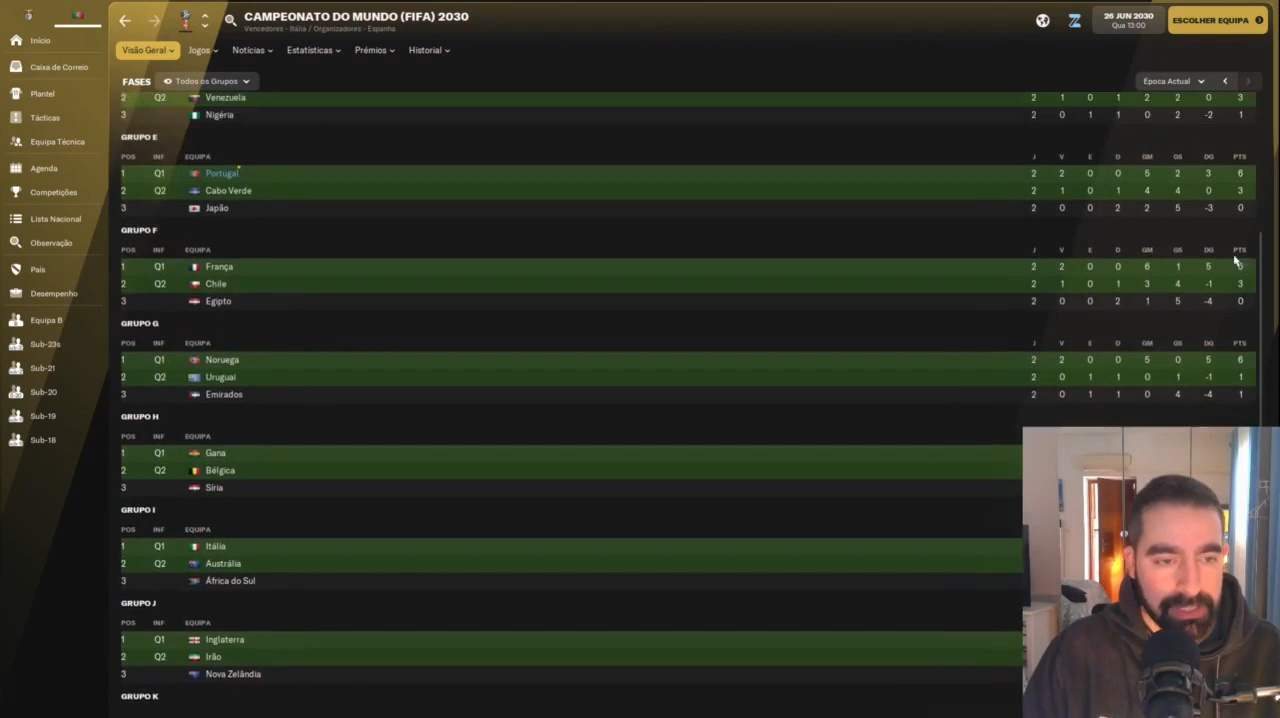 CAMPEONATO DO MUNDO (FIFA) 2030
Vencedores - Itália / Organizadores - Espanha
26 JUN 2030
Qua 13:00
ESCOLHER EQUIPA
Início
Caixa de Correio
Plantel
Tácticas
Equipa Técnica
Agenda
Competições
Lista Nacional
Observação
País
Desempenho
Equipa B
Sub-23s
Sub-21
Sub-20
Sub-19
Sub-18
Visão Geral Jogos Notícias Estatísticas Prémios Historial
FASES Todos os Grupos Época Actual
2 Q2 Venezuela 2 1 0 1 2 2 0 3
3 Nigéria 2 0 1 1 0 2 -2 1
GRUPO E
POS INF EQUIPA J V E D GM GS DG PTS
1 Q1 Portugal 2 2 0 0 5 2 3 6
2 Q2 Cabo Verde 2 1 0 1 4 4 0 3
3 Japão 2 0 0 2 2 5 -3 0
GRUPO F
POS INF EQUIPA J V E D GM GS DG PTS
1 Q1 França 2 2 0 0 6 1 5
2 Q2 Chile 2 1 0 1 3 4 -1 3
3 Egipto 2 0 0 2 1 5 -4 0
GRUPO G
POS INF EQUIPA J V E D GM GS DG PTS
1 Q1 Noruega 2 2 0 0 5 0 5 6
2 Q2 Uruguai 2 0 1 1 0 1 -1 1
3 Emirados 2 0 1 1 0 4 -4 1
GRUPO H
POS INF EQUIPA
1 Q1 Gana
2 Q2 Bélgica
3 Síria
GRUPO I
POS INF EQUIPA
1 Q1 Itália
2 Q2 Austrália
3 África do Sul
GRUPO J
POS INF EQUIPA
1 Q1 Inglaterra
2 Q2 Irão
3 Nova Zelândia
GRUPO K